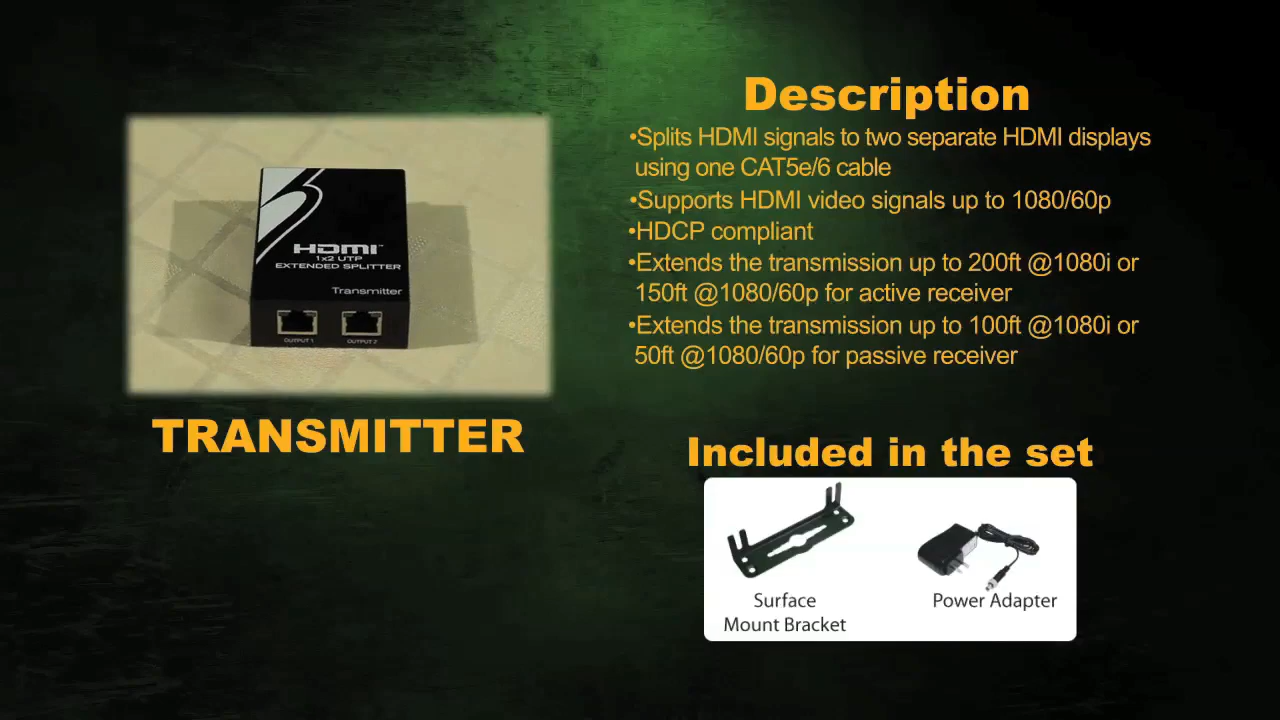 HDMI™
1x2 UTP
EXTENDED SPLITTER
Transmitter
OUTPUT 1
OUTPUT 2
TRANSMITTER
Description
•Splits HDMI signals to two separate HDMI displays
using one CAT5e/6 cable
•Supports HDMI video signals up to 1080/60p
•HDCP compliant
•Extends the transmission up to 200ft @1080i or
150ft @1080/60p for active receiver
•Extends the transmission up to 100ft @1080i or
50ft @1080/60p for passive receiver
Included in the set
Surface
Mount Bracket
Power Adapter